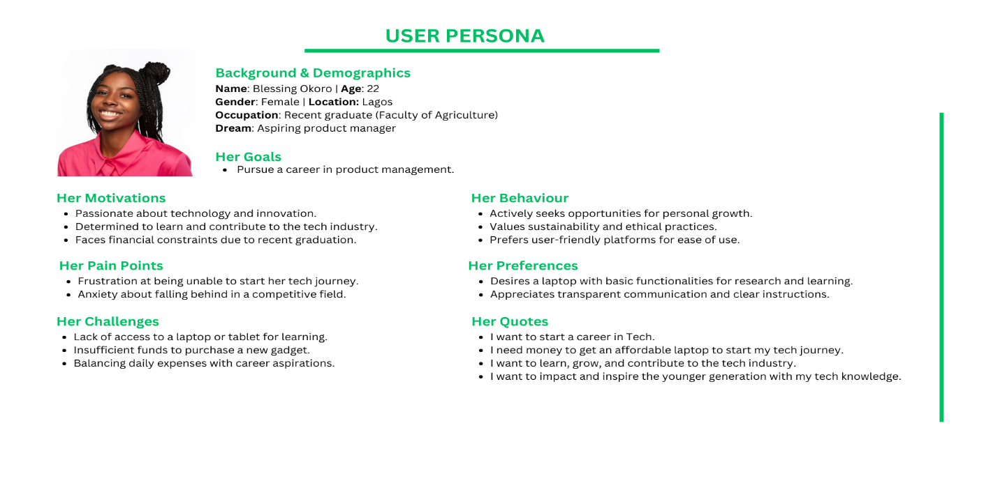 USER PERSONA
Background & Demographics
Name: Blessing Okoro | Age: 22
Gender: Female | Location: Lagos
Occupation: Recent graduate (Faculty of Agriculture)
Dream: Aspiring product manager
Her Goals
• Pursue a career in product management.
Her Motivations
• Passionate about technology and innovation.
• Determined to learn and contribute to the tech industry.
• Faces financial constraints due to recent graduation.
Her Behaviour
• Actively seeks opportunities for personal growth.
• Values sustainability and ethical practices.
• Prefers user-friendly platforms for ease of use.
Her Pain Points
• Frustration at being unable to start her tech journey.
• Anxiety about falling behind in a competitive field.
Her Preferences
• Desires a laptop with basic functionalities for research and learning.
• Appreciates transparent communication and clear instructions.
Her Challenges
• Lack of access to a laptop or tablet for learning.
• Insufficient funds to purchase a new gadget.
• Balancing daily expenses with career aspirations.
Her Quotes
• I want to start a career in Tech.
• I need money to get an affordable laptop to start my tech journey.
• I want to learn, grow, and contribute to the tech industry.
• I want to impact and inspire the younger generation with my tech knowledge.